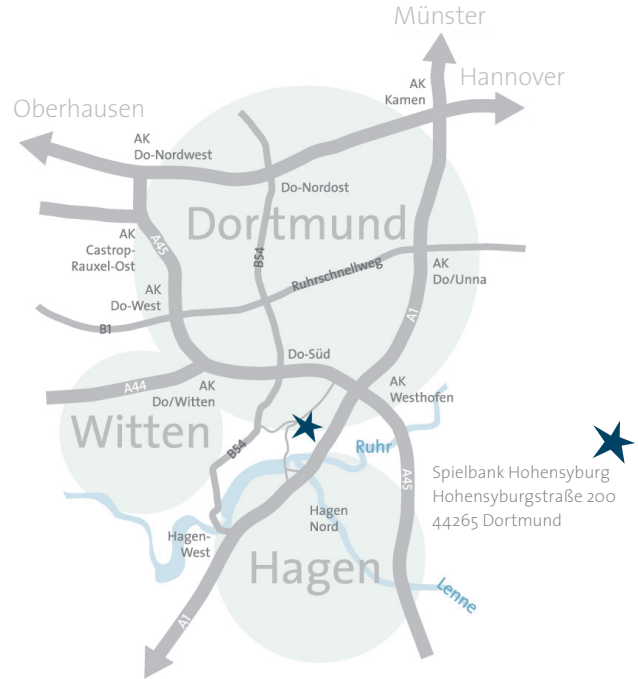 Münster
Hannover
Oberhausen
AK
Kamen
AK
Do-Nordwest
Do-Nordost
Dortmund
AK
Castrop-
Rauxel-Ost
A45
B54
Ruhrschnellweg
AK
Do/Unna
AK
Do-West
B1
A1
Do-Süd
A44
AK
Do/Witten
AK
Westhofen
Witten
B54
Ruhr
A45
Spielbank Hohensyburg
Hohensyburgstraße 200
44265 Dortmund
Hagen
Nord
Hagen-
West
Hagen
Lenne
A1